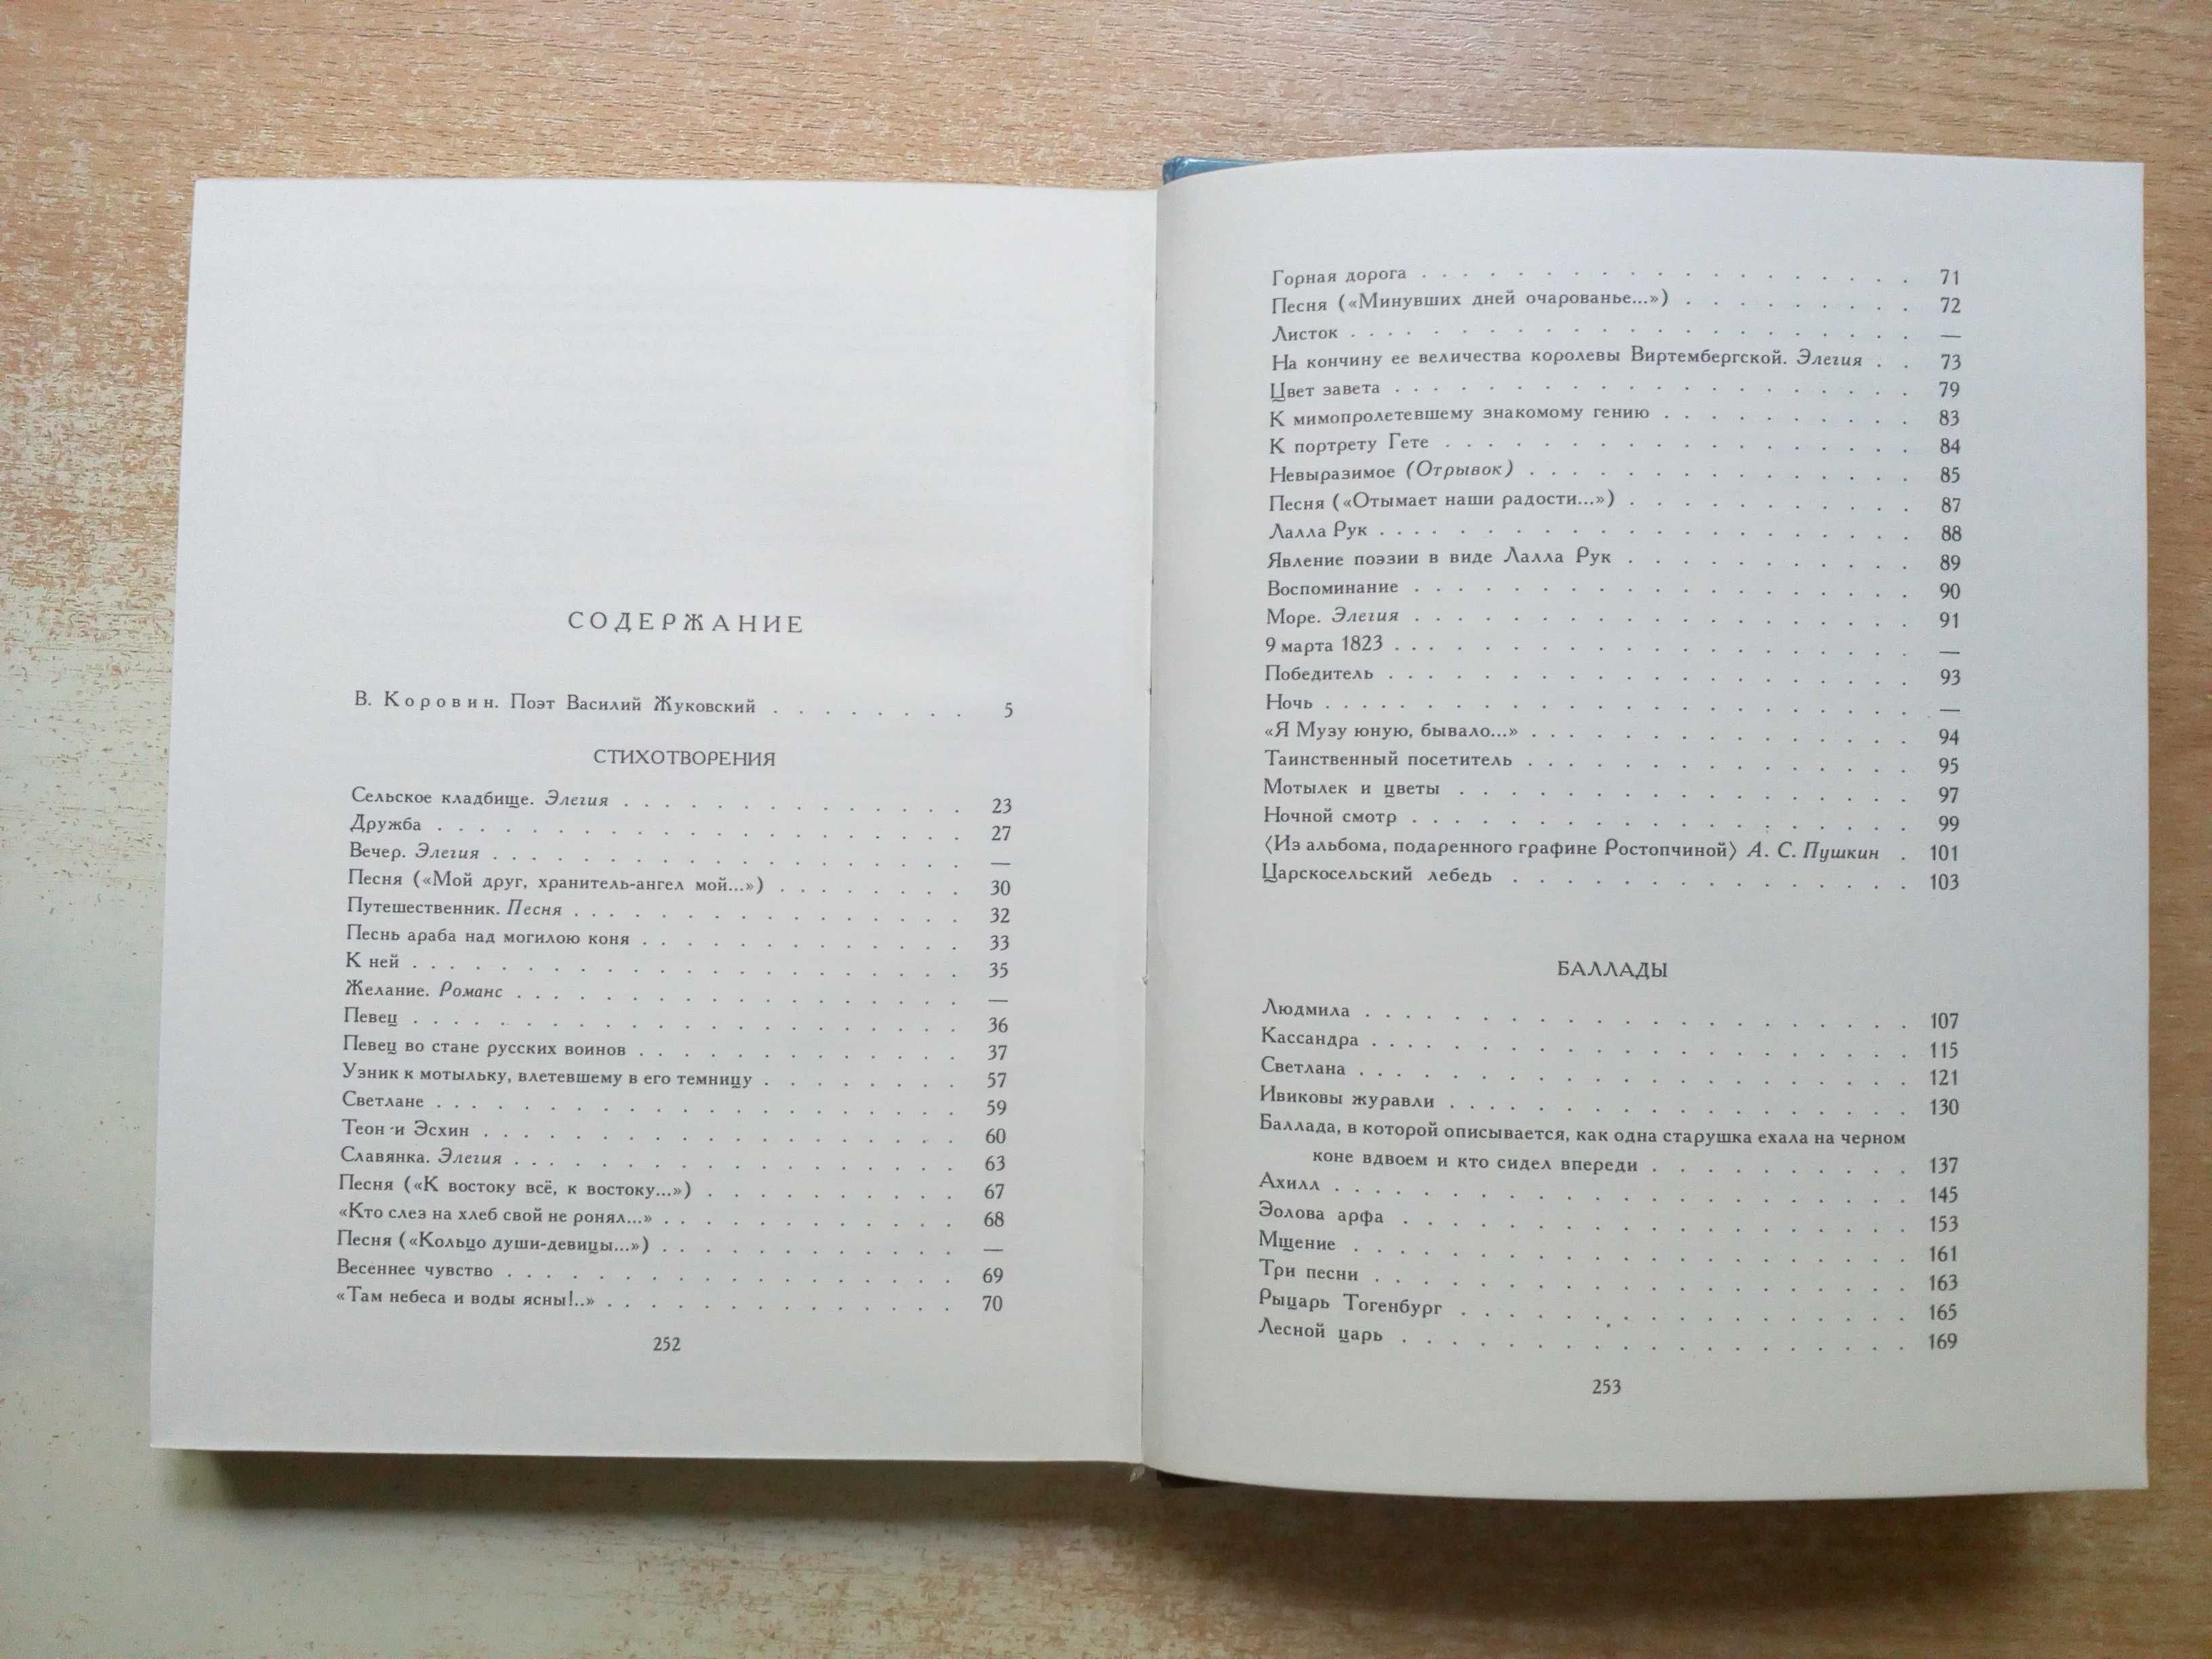 СОДЕРЖАНИЕ
В. Коровин. Поэт Василий Жуковский . . . . . . . . 5
СТИХОТВОРЕНИЯ
Сельское кладбище. Элегия . . . . . . . . 23
Дружба . . . . . . . . 27
Вечер. Элегия . . . . . . . . —
Песня («Мой друг, хранитель-ангел мой...») . . . . . . . . 30
Путешественник. Песня . . . . . . . . 32
Песнь араба над могилою коня . . . . . . . . 33
К ней . . . . . . . . 35
Желание. Романс . . . . . . . . —
Певец . . . . . . . . 36
Певец во стане русских воинов . . . . . . . . 37
Узник к мотыльку, влетевшему в его темницу . . . . . . . . 57
Светлане . . . . . . . . 59
Теон и Эсхин . . . . . . . . 60
Славянка. Элегия . . . . . . . . 63
Песня («К востоку всё, к востоку...») . . . . . . . . 67
«Кто слез на хлеб свой не ронял...» . . . . . . . . 68
Песня («Кольцо души-девицы...») . . . . . . . . —
Весеннее чувство . . . . . . . . 69
«Там небеса и воды ясны!..» . . . . . . . . 70
252
Горная дорога . . . . . . . . 71
Песня («Минувших дней очарованье...») . . . . . . . . 72
Листок . . . . . . . . —
На кончину ее величества королевы Виртембергской. Элегия . . 73
Цвет завета . . . . . . . . 79
К мимопролетевшему знакомому гению . . . . . . . . 83
К портрету Гете . . . . . . . . 84
Невыразимое (Отрывок) . . . . . . . . 85
Песня («Отымает наши радости...») . . . . . . . . 87
Лалла Рук . . . . . . . . 88
Явление поэзии в виде Лалла Рук . . . . . . . . 89
Воспоминание . . . . . . . . 90
Море. Элегия . . . . . . . . 91
9 марта 1823 . . . . . . . . —
Победитель . . . . . . . . 93
Ночь . . . . . . . . —
«Я Музу юную, бывало...» . . . . . . . . 94
Таинственный посетитель . . . . . . . . 95
Мотылек и цветы . . . . . . . . 97
Ночной смотр . . . . . . . . 99
〈Из альбома, подаренного графине Ростопчиной〉 А. С. Пушкин . 101
Царскосельский лебедь . . . . . . . . 103
БАЛЛАДЫ
Людмила . . . . . . . . 107
Кассандра . . . . . . . . 115
Светлана . . . . . . . . 121
Ивиковы журавли . . . . . . . . 130
Баллада, в которой описывается, как одна старушка ехала на черном
коне вдвоем и кто сидел впереди . . . . . . . . 137
Ахилл . . . . . . . . 145
Эолова арфа . . . . . . . . 153
Мщение . . . . . . . . 161
Три песни . . . . . . . . 163
Рыцарь Тогенбург . . . . . . . . 165
Лесной царь . . . . . . . . 169
253